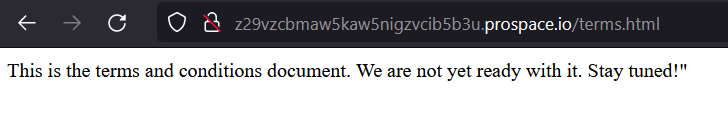 z29vzcbmaw5kaw5nigzvcib5b3u.prospace.io/terms.html
This is the terms and conditions document. We are not yet ready with it. Stay tuned!"